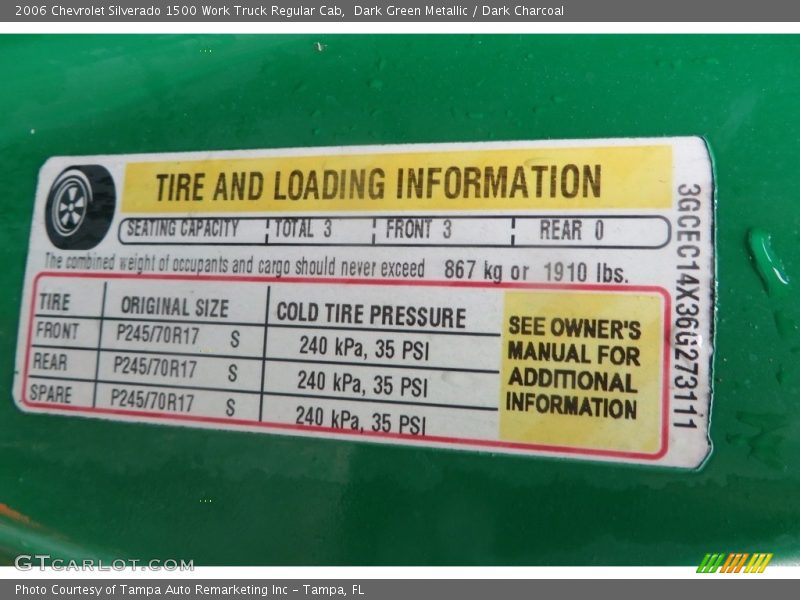 2006 Chevrolet Silverado 1500 Work Truck Regular Cab,  Dark Green Metallic / Dark Charcoal
TIRE AND LOADING INFORMATION
SEATING CAPACITY TOTAL 3 FRONT 3 REAR 0
The combined weight of occupants and cargo should never exceed 867 kg or 1910 lbs.
TIRE ORIGINAL SIZE COLD TIRE PRESSURE
FRONT P245/70R17 S 240 kPa, 35 PSI
REAR P245/70R17 S 240 kPa, 35 PSI
SPARE P245/70R17 S 240 kPa, 35 PSI
SEE OWNER'S
MANUAL FOR
ADDITIONAL
INFORMATION
3GCEC14X36G273111
GTCARLOT.COM
Photo Courtesy of Tampa Auto Remarketing Inc - Tampa, FL